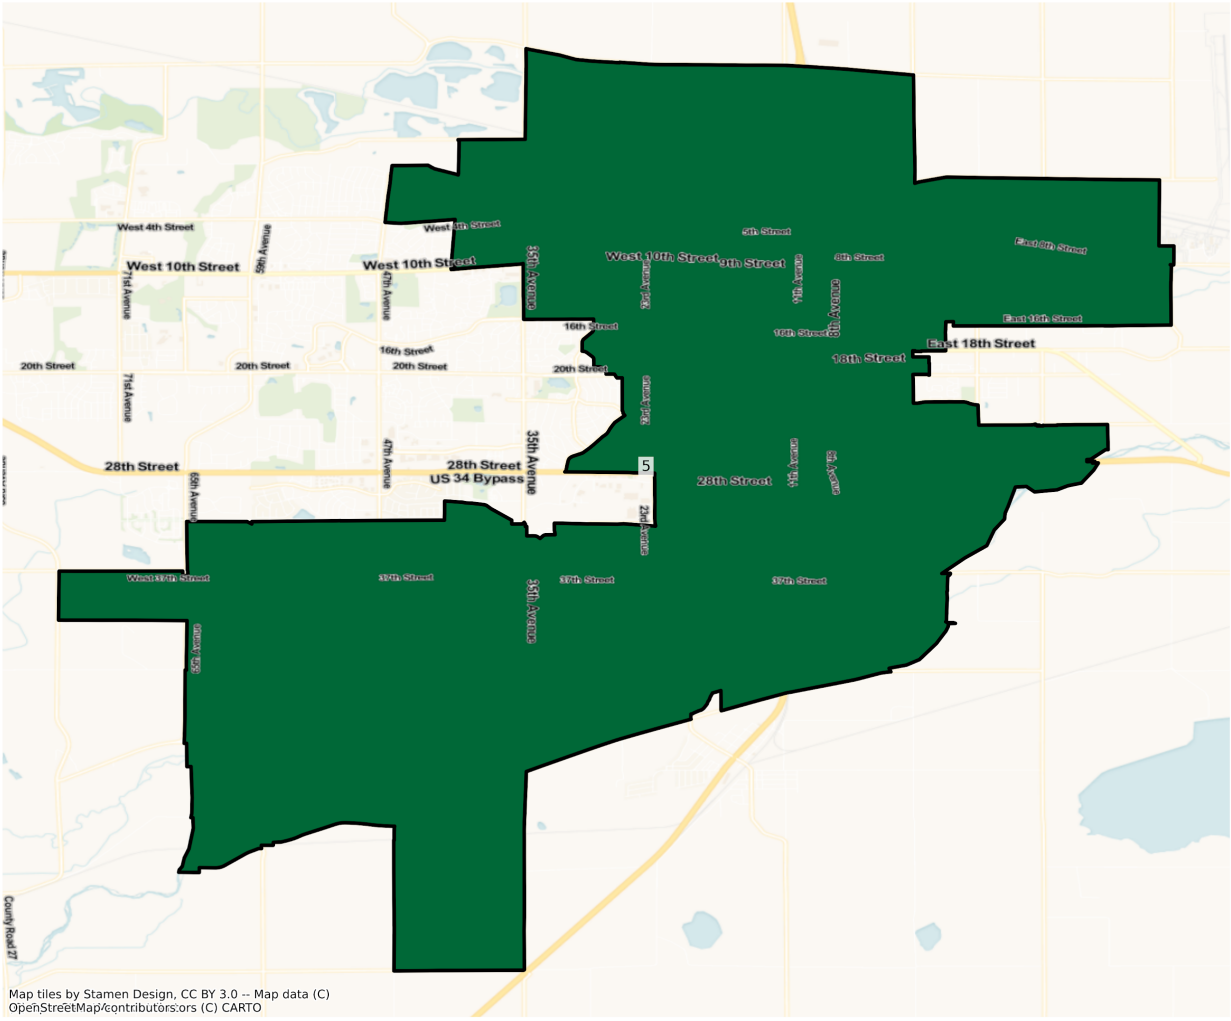 West 4th Street
59th Avenue
West 4th Street
5th Street
East 8th Street
West 10th Street
71st Avenue
West 10th Street
47th Avenue
35th Avenue
West 10th Street
23rd Avenue
9th Street
11th Avenue
8th Street
8th Avenue
16th Street
16th Street
East 16th Street
16th Street
18th Street
East 18th Street
20th Street
71st Avenue
20th Street
20th Street
20th Street
23rd Avenue
28th Street
65th Avenue
47th Avenue
28th Street
US 34 Bypass
35th Avenue
5
28th Street
11th Avenue
23rd Avenue
West 37th Street
37th Street
37th Street
37th Street
35th Avenue
65th Avenue
County Road 27
Map tiles by Stamen Design, CC BY 3.0 -- Map data (C)
OpenStreetMap contributors (C) CARTO